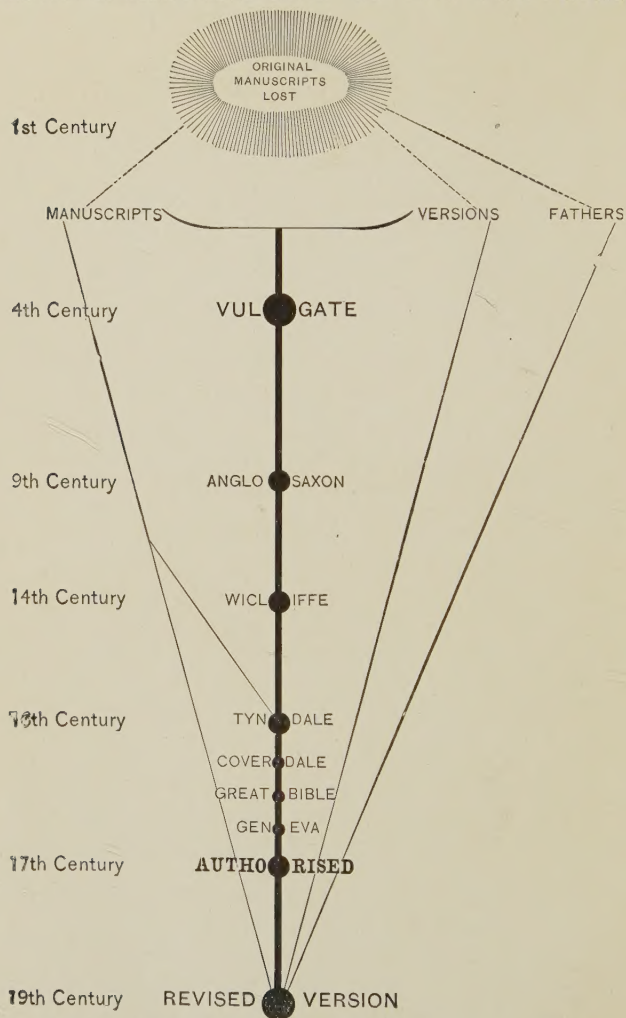 ORIGINAL
MANUSCRIPTS
LOST
1st Century
MANUSCRIPTS VERSIONS FATHERS
4th Century VULGATE
9th Century ANGLO SAXON
14th Century WICLIFFE
16th Century TYNDALE
COVERDALE
GREAT BIBLE
GENEVA
17th Century AUTHORISED
19th Century REVISED VERSION